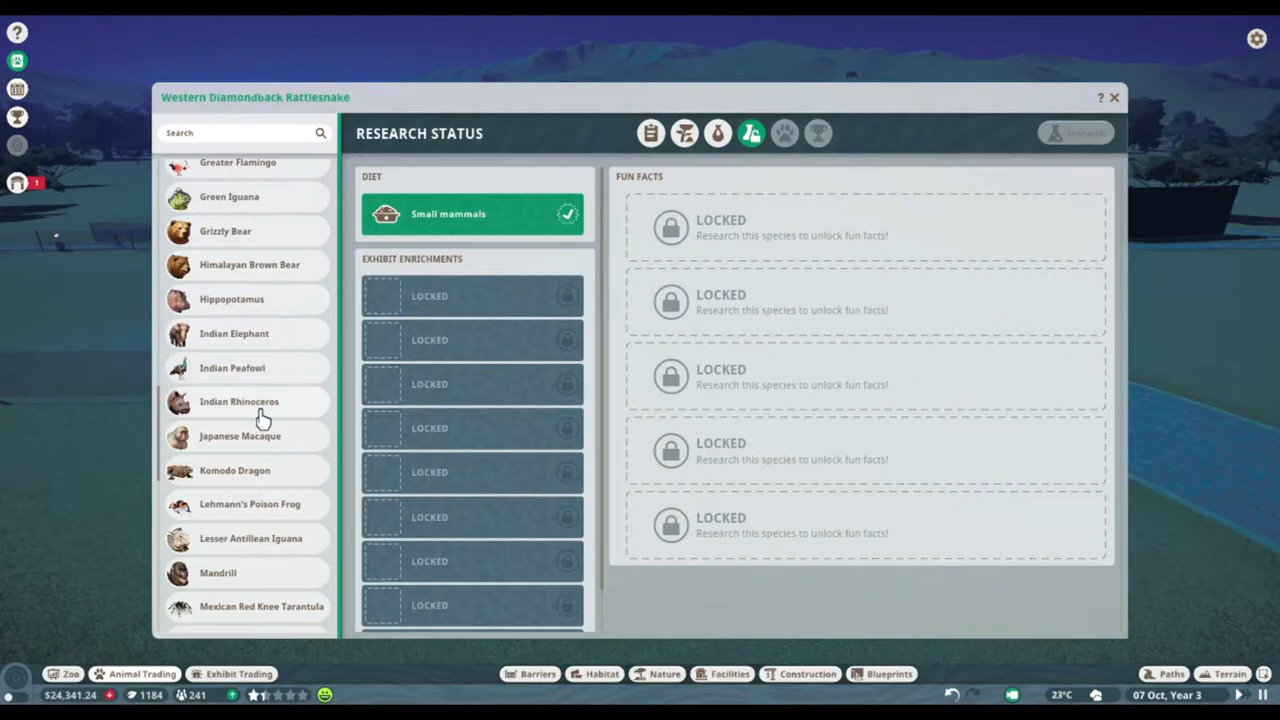 ?
Western Diamondback Rattlesnake
?
Search
RESEARCH STATUS
Research
Greater Flamingo
Green Iguana
Grizzly Bear
Himalayan Brown Bear
Hippopotamus
Indian Elephant
Indian Peafowl
Indian Rhinoceros
Japanese Macaque
Komodo Dragon
Lehmann's Poison Frog
Lesser Antillean Iguana
Mandrill
Mexican Red Knee Tarantula
1
DIET
Small mammals
EXHIBIT ENRICHMENTS
LOCKED
LOCKED
LOCKED
LOCKED
LOCKED
LOCKED
LOCKED
LOCKED
FUN FACTS
LOCKED
Research this species to unlock fun facts!
LOCKED
Research this species to unlock fun facts!
LOCKED
Research this species to unlock fun facts!
LOCKED
Research this species to unlock fun facts!
LOCKED
Research this species to unlock fun facts!
Zoo Animal Trading Exhibit Trading Barriers Habitat Nature Facilities Construction Blueprints Paths Terrain
$24,341.24 1184 241 23°C 07 Oct, Year 3